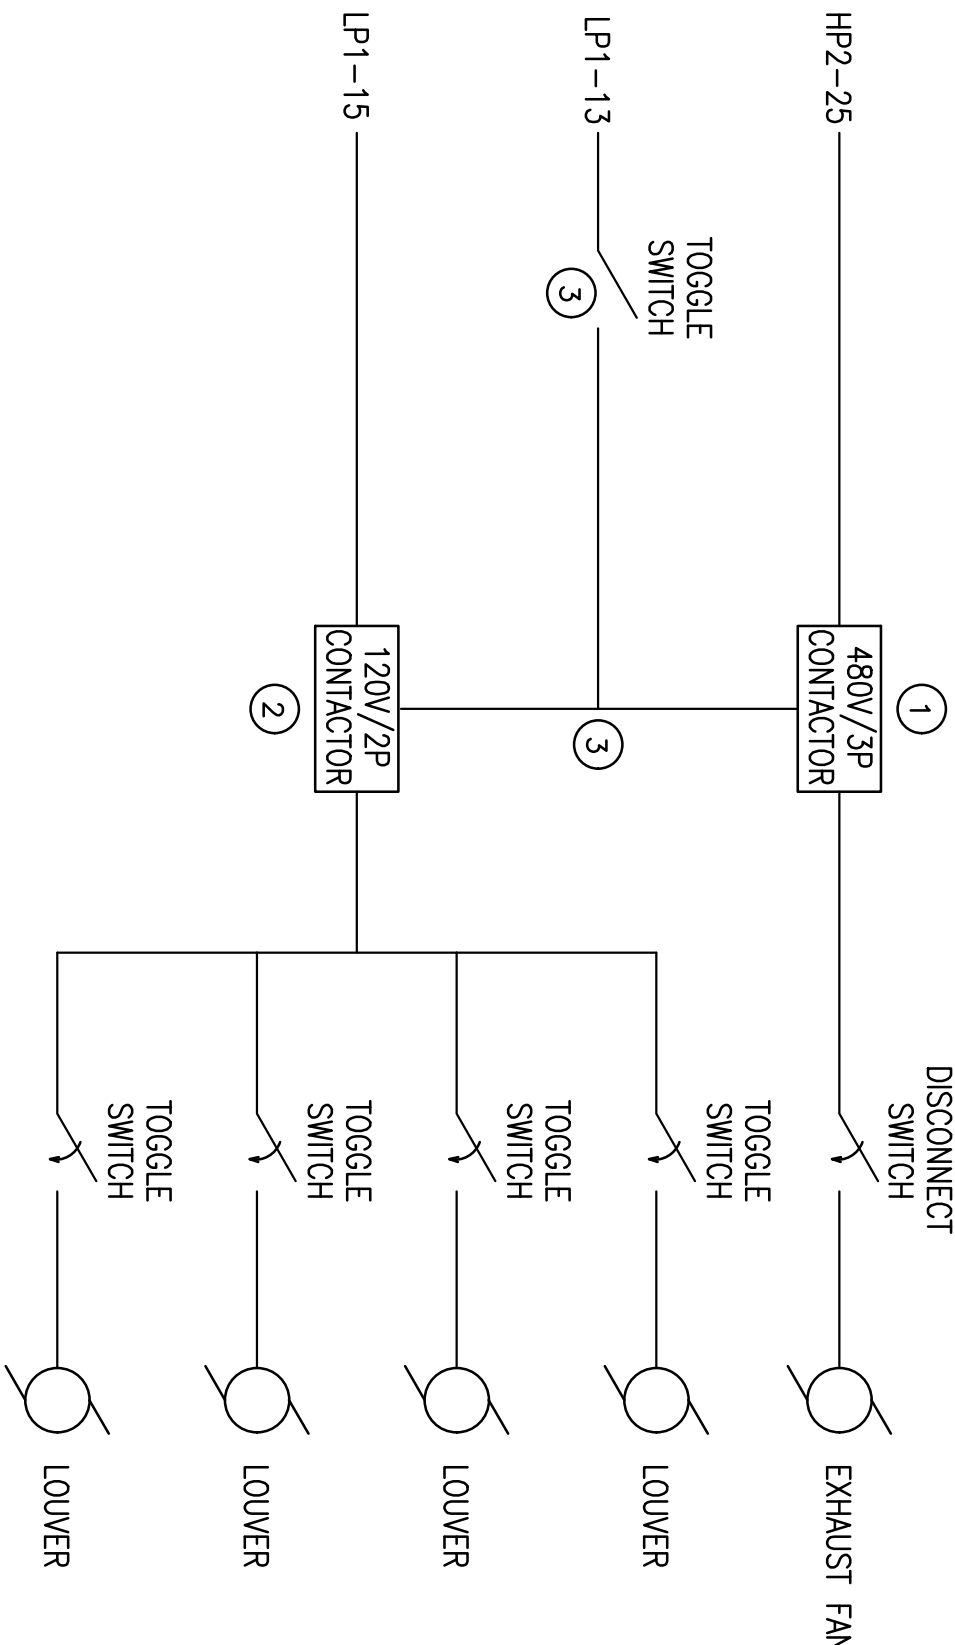 DISCONNECT
SWITCH
1
HP2-25
480V/3P
CONTACTOR
EXHAUST FAN
TOGGLE
SWITCH
TOGGLE
SWITCH
LOUVER
LP1-13
3
3
TOGGLE
SWITCH
LOUVER
LP1-15
120V/2P
CONTACTOR
2
TOGGLE
SWITCH
LOUVER
TOGGLE
SWITCH
LOUVER